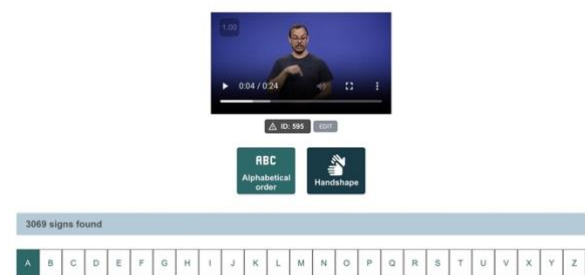 1.00
0:04 / 0:24
ID: 595 EDIT
ABC
Alphabetical
order
Handshape
3069 signs found
A B C D E F G H I J K L M N O P Q R S T U V X Y Z